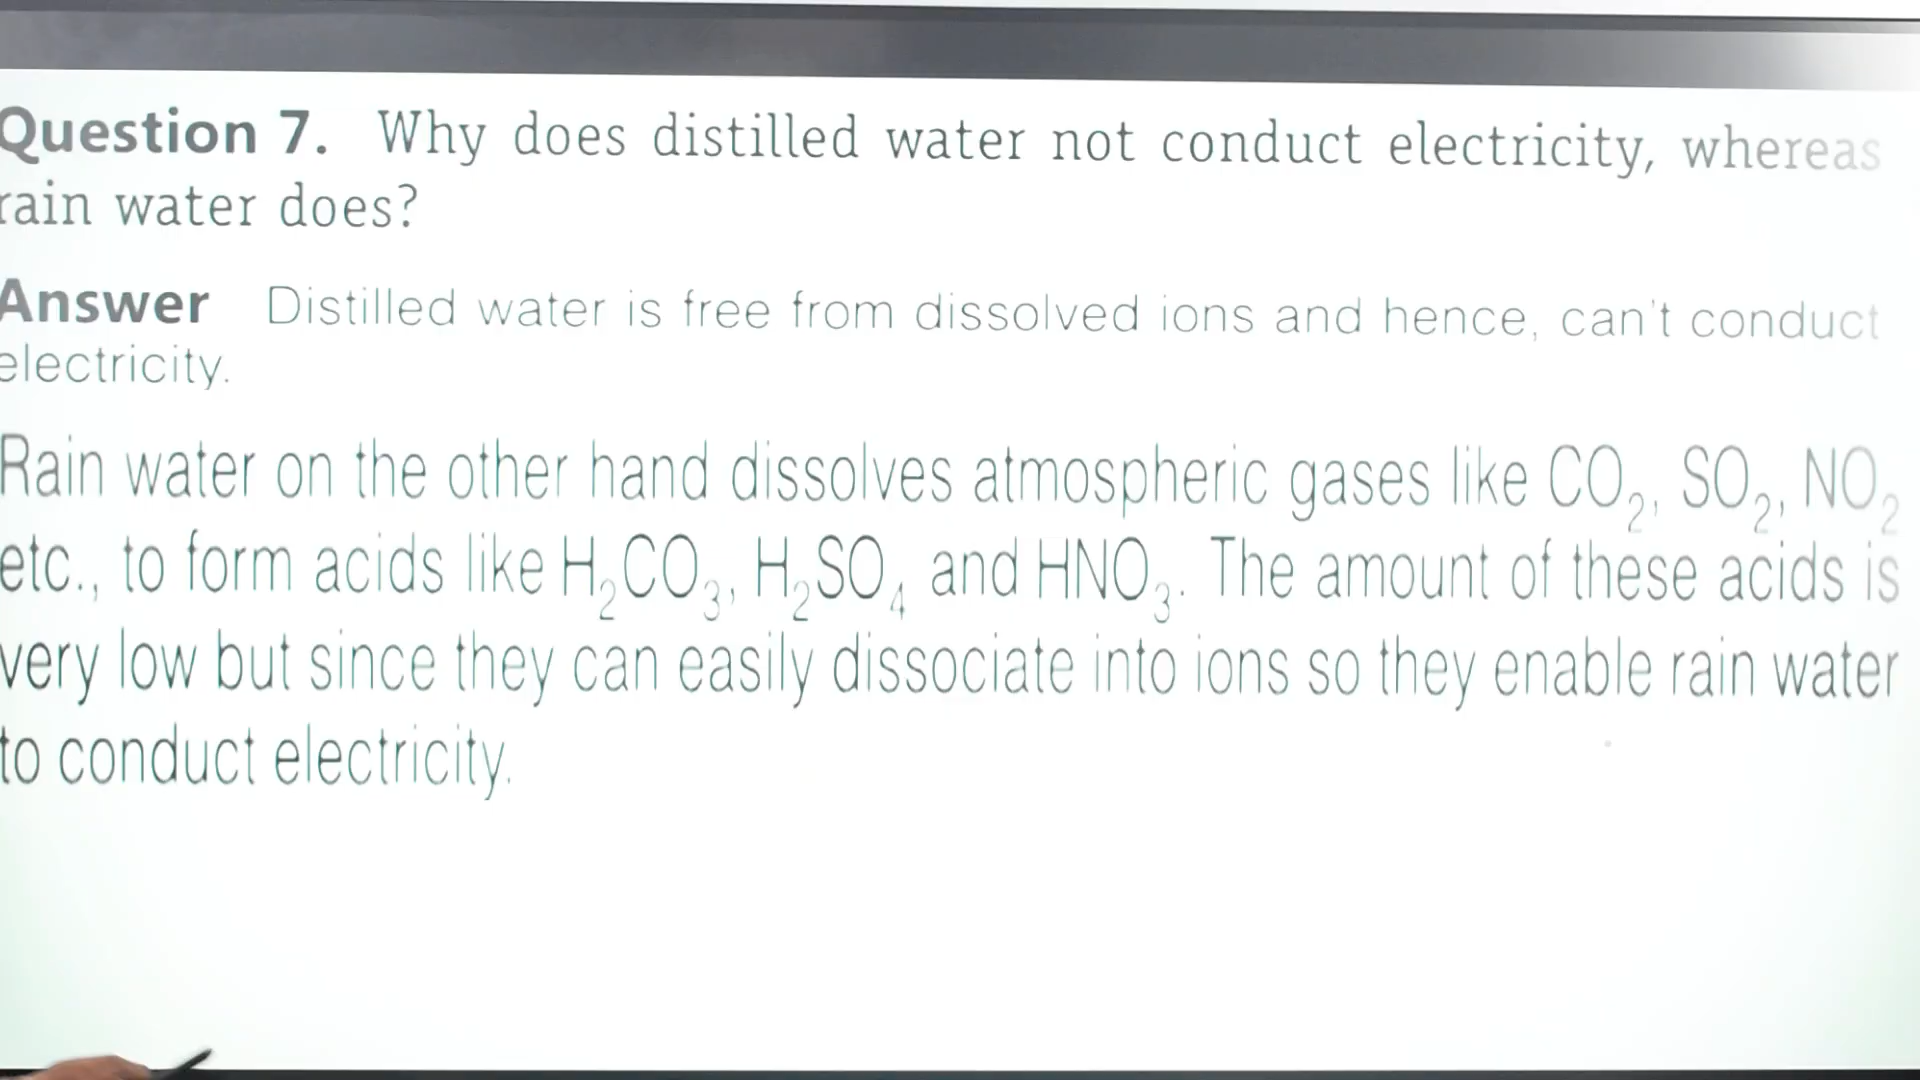 Question 7. Why does distilled water not conduct electricity, whereas
rain water does?
Answer Distilled water is free from dissolved ions and hence, can't conduct
electricity.
Rain water on the other hand dissolves atmospheric gases like CO₂, SO₂, NO₂
etc., to form acids like H₂CO₃, H₂SO₄ and HNO₃. The amount of these acids is
very low but since they can easily dissociate into ions so they enable rain water
to conduct electricity.